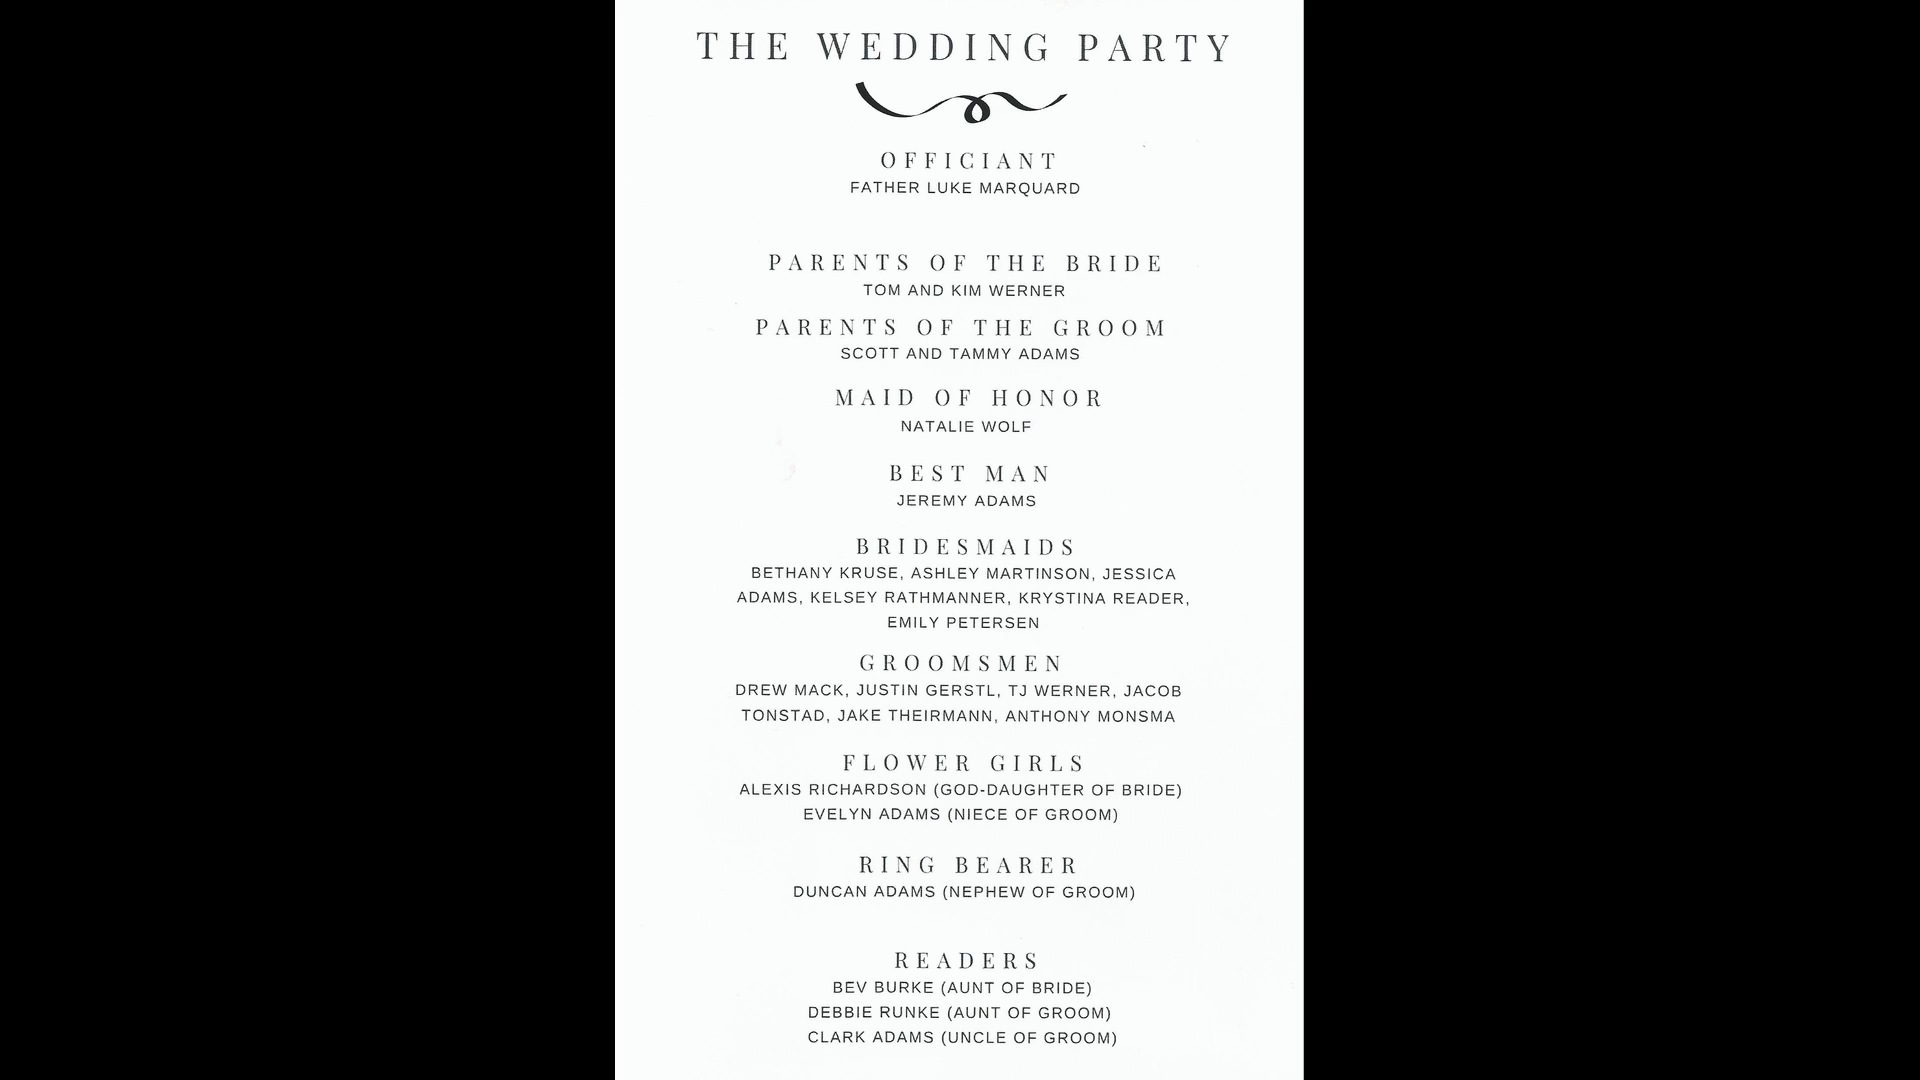 THE WEDDING PARTY
OFFICIANT
FATHER LUKE MARQUARD
PARENTS OF THE BRIDE
TOM AND KIM WERNER
PARENTS OF THE GROOM
SCOTT AND TAMMY ADAMS
MAID OF HONOR
NATALIE WOLF
BEST MAN
JEREMY ADAMS
BRIDESMAIDS
BETHANY KRUSE, ASHLEY MARTINSON, JESSICA
ADAMS, KELSEY RATHMANNER, KRYSTINA READER,
EMILY PETERSEN
GROOMSMEN
DREW MACK, JUSTIN GERSTL, TJ WERNER, JACOB
TONSTAD, JAKE THEIRMANN, ANTHONY MONSMA
FLOWER GIRLS
ALEXIS RICHARDSON (GOD-DAUGHTER OF BRIDE)
EVELYN ADAMS (NIECE OF GROOM)
RING BEARER
DUNCAN ADAMS (NEPHEW OF GROOM)
READERS
BEV BURKE (AUNT OF BRIDE)
DEBBIE RUNKE (AUNT OF GROOM)
CLARK ADAMS (UNCLE OF GROOM)